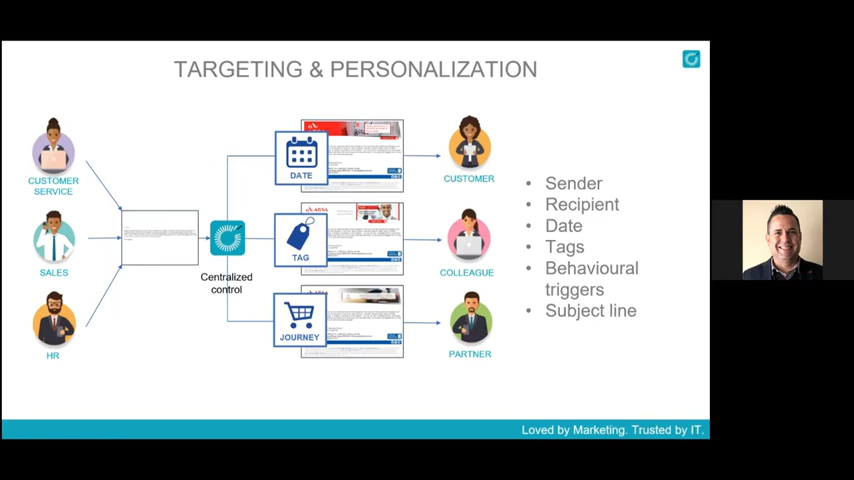 TARGETING & PERSONALIZATION
CUSTOMER
SERVICE
SALES
HR
Centralized
control
DATE
TAG
JOURNEY
ABSA
CUSTOMER
COLLEAGUE
PARTNER
• Sender
• Recipient
• Date
• Tags
• Behavioural
triggers
• Subject line
Loved by Marketing. Trusted by IT.